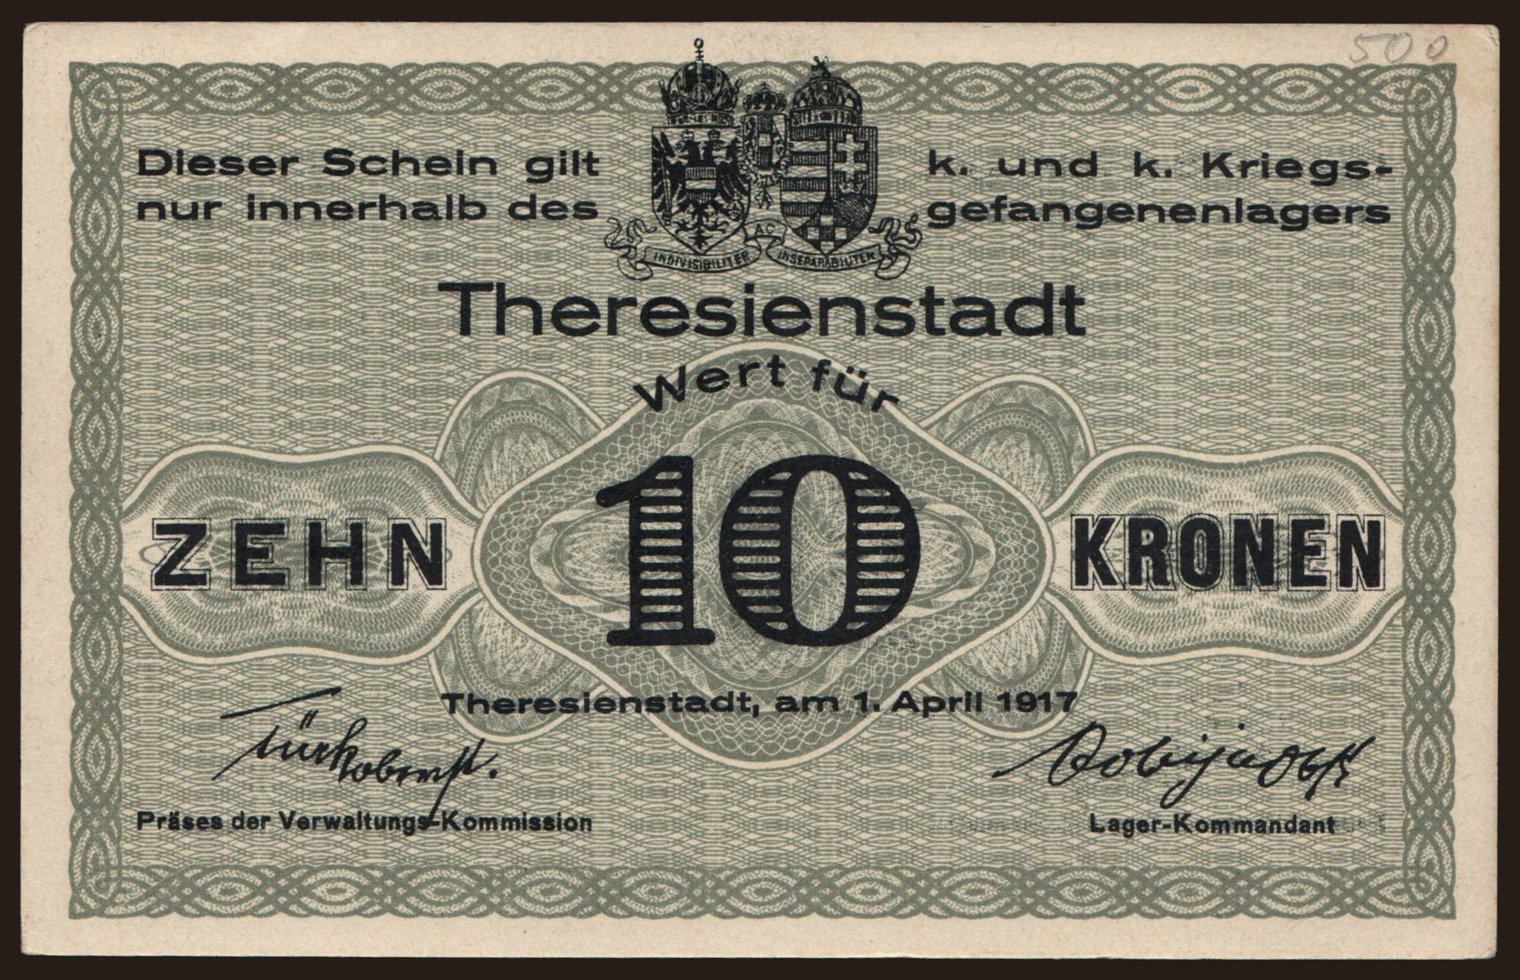 500
Dieser Schein gilt
nur innerhalb des
k. und k. Kriegs-
gefangenenlagers
INDIVISIBILITER
AC
INSEPARABILITER
Theresienstadt
Wert für
10
ZEHN
KRONEN
Theresienstadt, am 1. April 1917
Präses der Verwaltungs-Kommission
Lager-Kommandant